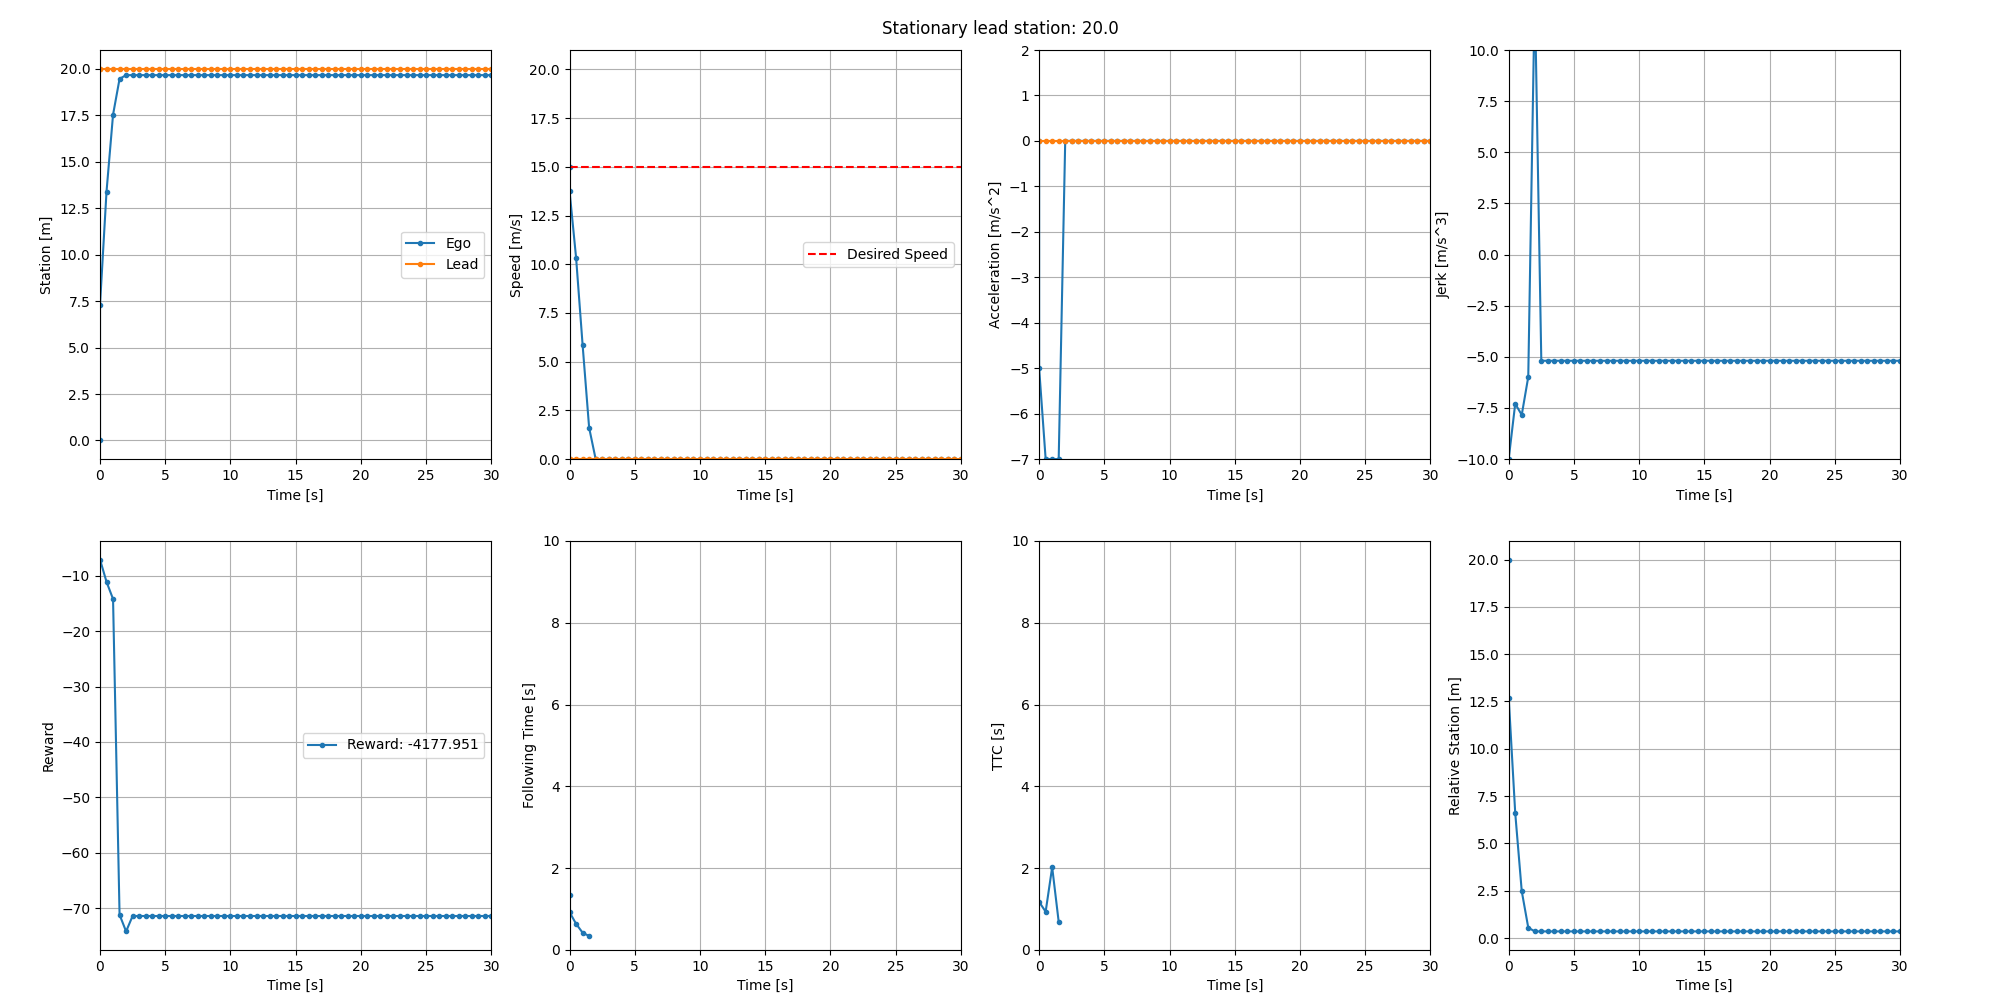 Stationary lead station: 20.0
Station [m]
20.0
17.5
15.0
12.5
10.0
7.5
5.0
2.5
0.0
Ego
Lead
0 5 10 15 20 25 30
Time [s]
Speed [m/s]
20.0
17.5
15.0
12.5
10.0
7.5
5.0
2.5
0.0
Desired Speed
0 5 10 15 20 25 30
Time [s]
Acceleration [m/s^2]
2
1
0
−1
−2
−3
−4
−5
−6
−7
0 5 10 15 20 25 30
Time [s]
Jerk [m/s^3]
10.0
7.5
5.0
2.5
0.0
−2.5
−5.0
−7.5
−10.0
0 5 10 15 20 25 30
Time [s]
Reward
−10
−20
−30
−40
−50
−60
−70
Reward: -4177.951
0 5 10 15 20 25 30
Time [s]
Following Time [s]
10
8
6
4
2
0
0 5 10 15 20 25 30
Time [s]
TTC [s]
10
8
6
4
2
0
0 5 10 15 20 25 30
Time [s]
Relative Station [m]
20.0
17.5
15.0
12.5
10.0
7.5
5.0
2.5
0.0
0 5 10 15 20 25 30
Time [s]